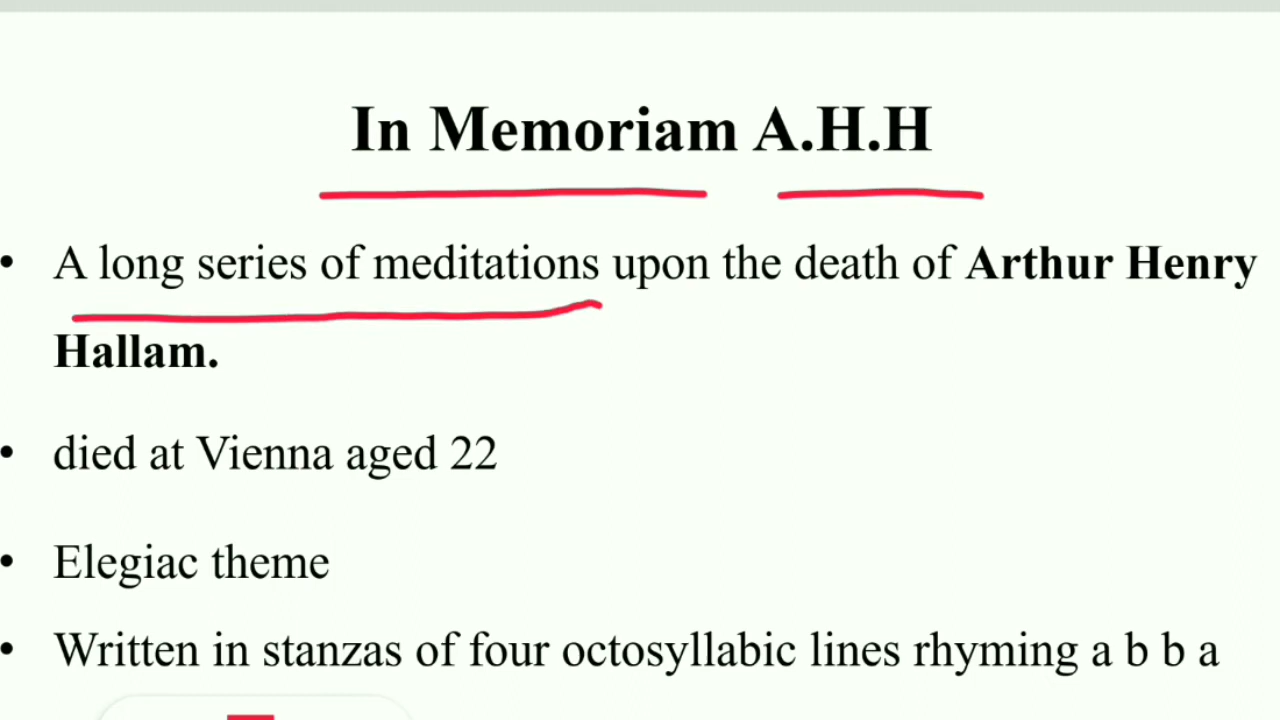 In Memoriam A.H.H
• A long series of meditations upon the death of Arthur Henry
Hallam.
• died at Vienna aged 22
• Elegiac theme
• Written in stanzas of four octosyllabic lines rhyming a b b a